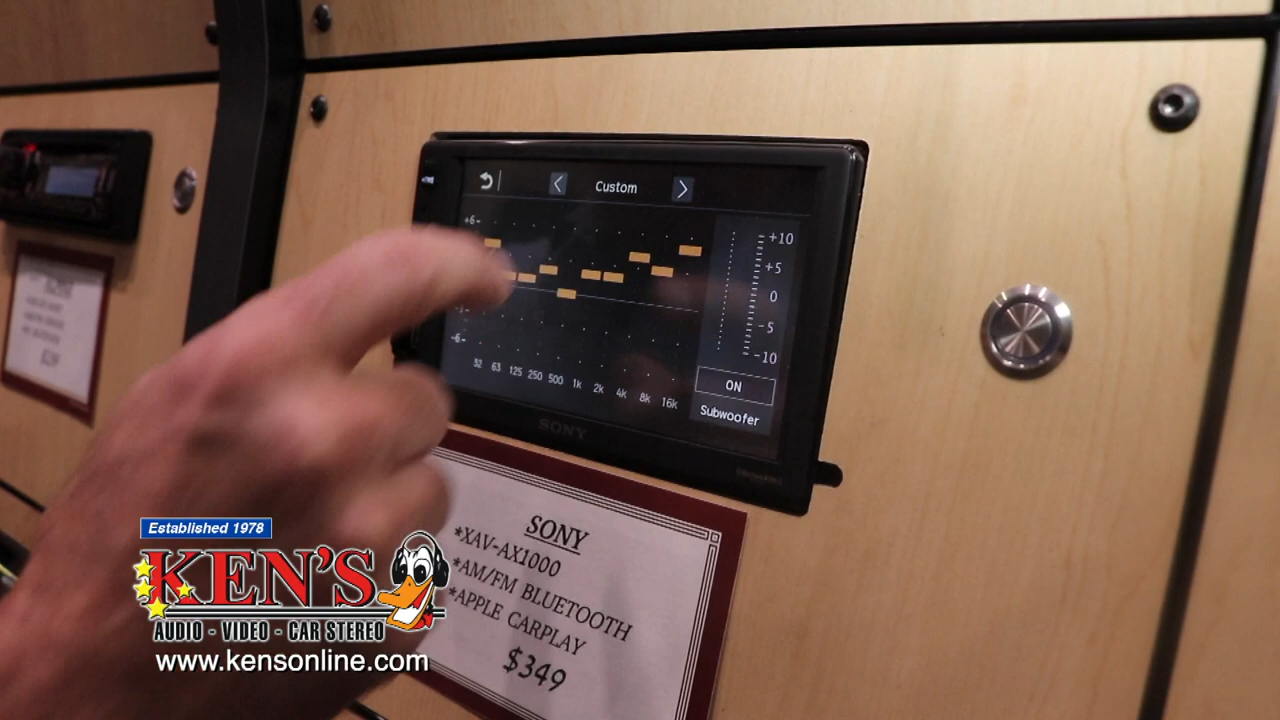 Custom
+6
+10
+5
0
-5
-6
-10
32 63 125 250 500 1k 2k 4k 8k 16k
ON
Subwoofer
SONY
SONY
*XAV-AX1000
*AM/FM BLUETOOTH
*APPLE CARPLAY
$349
Established 1978
KEN'S
AUDIO - VIDEO - CAR STEREO
www.kensonline.com